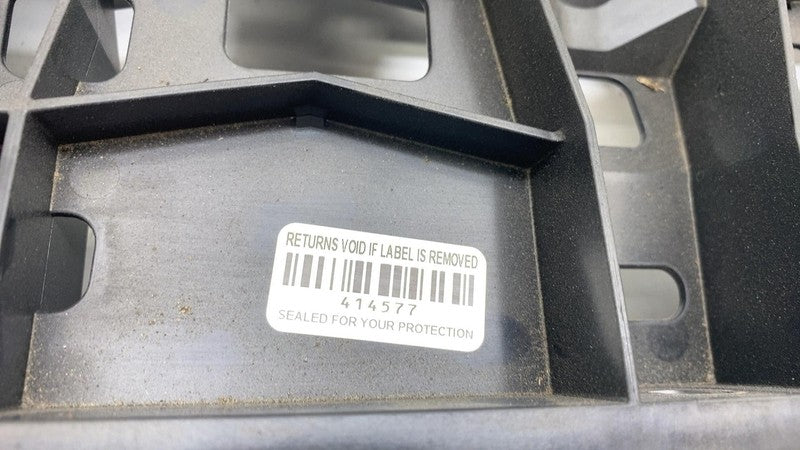 RETURNS VOID IF LABEL IS REMOVED
414577
SEALED FOR YOUR PROTECTION